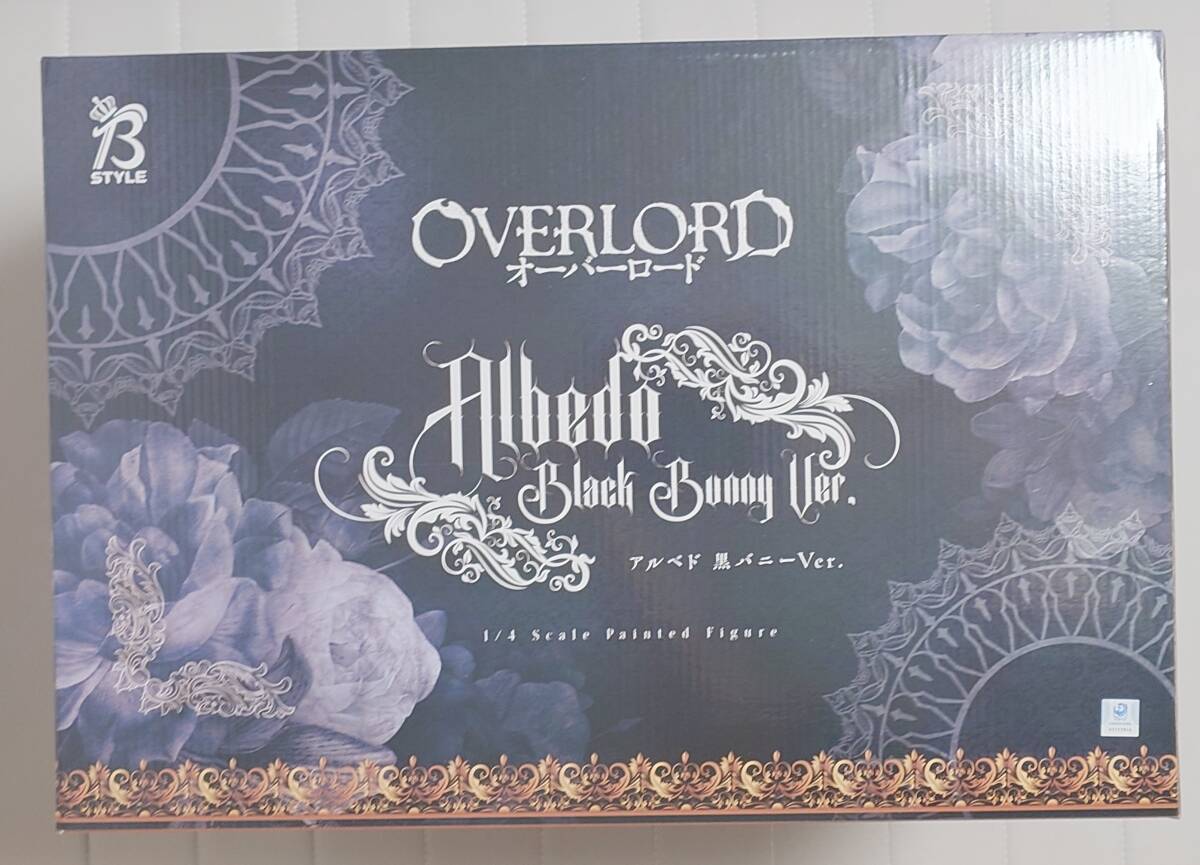 B
STYLE
OVERLORD
オーバーロード
Albedo
Black Bunny Ver.
アルベド 黒バニーVer.
1/4 Scale Painted Figure